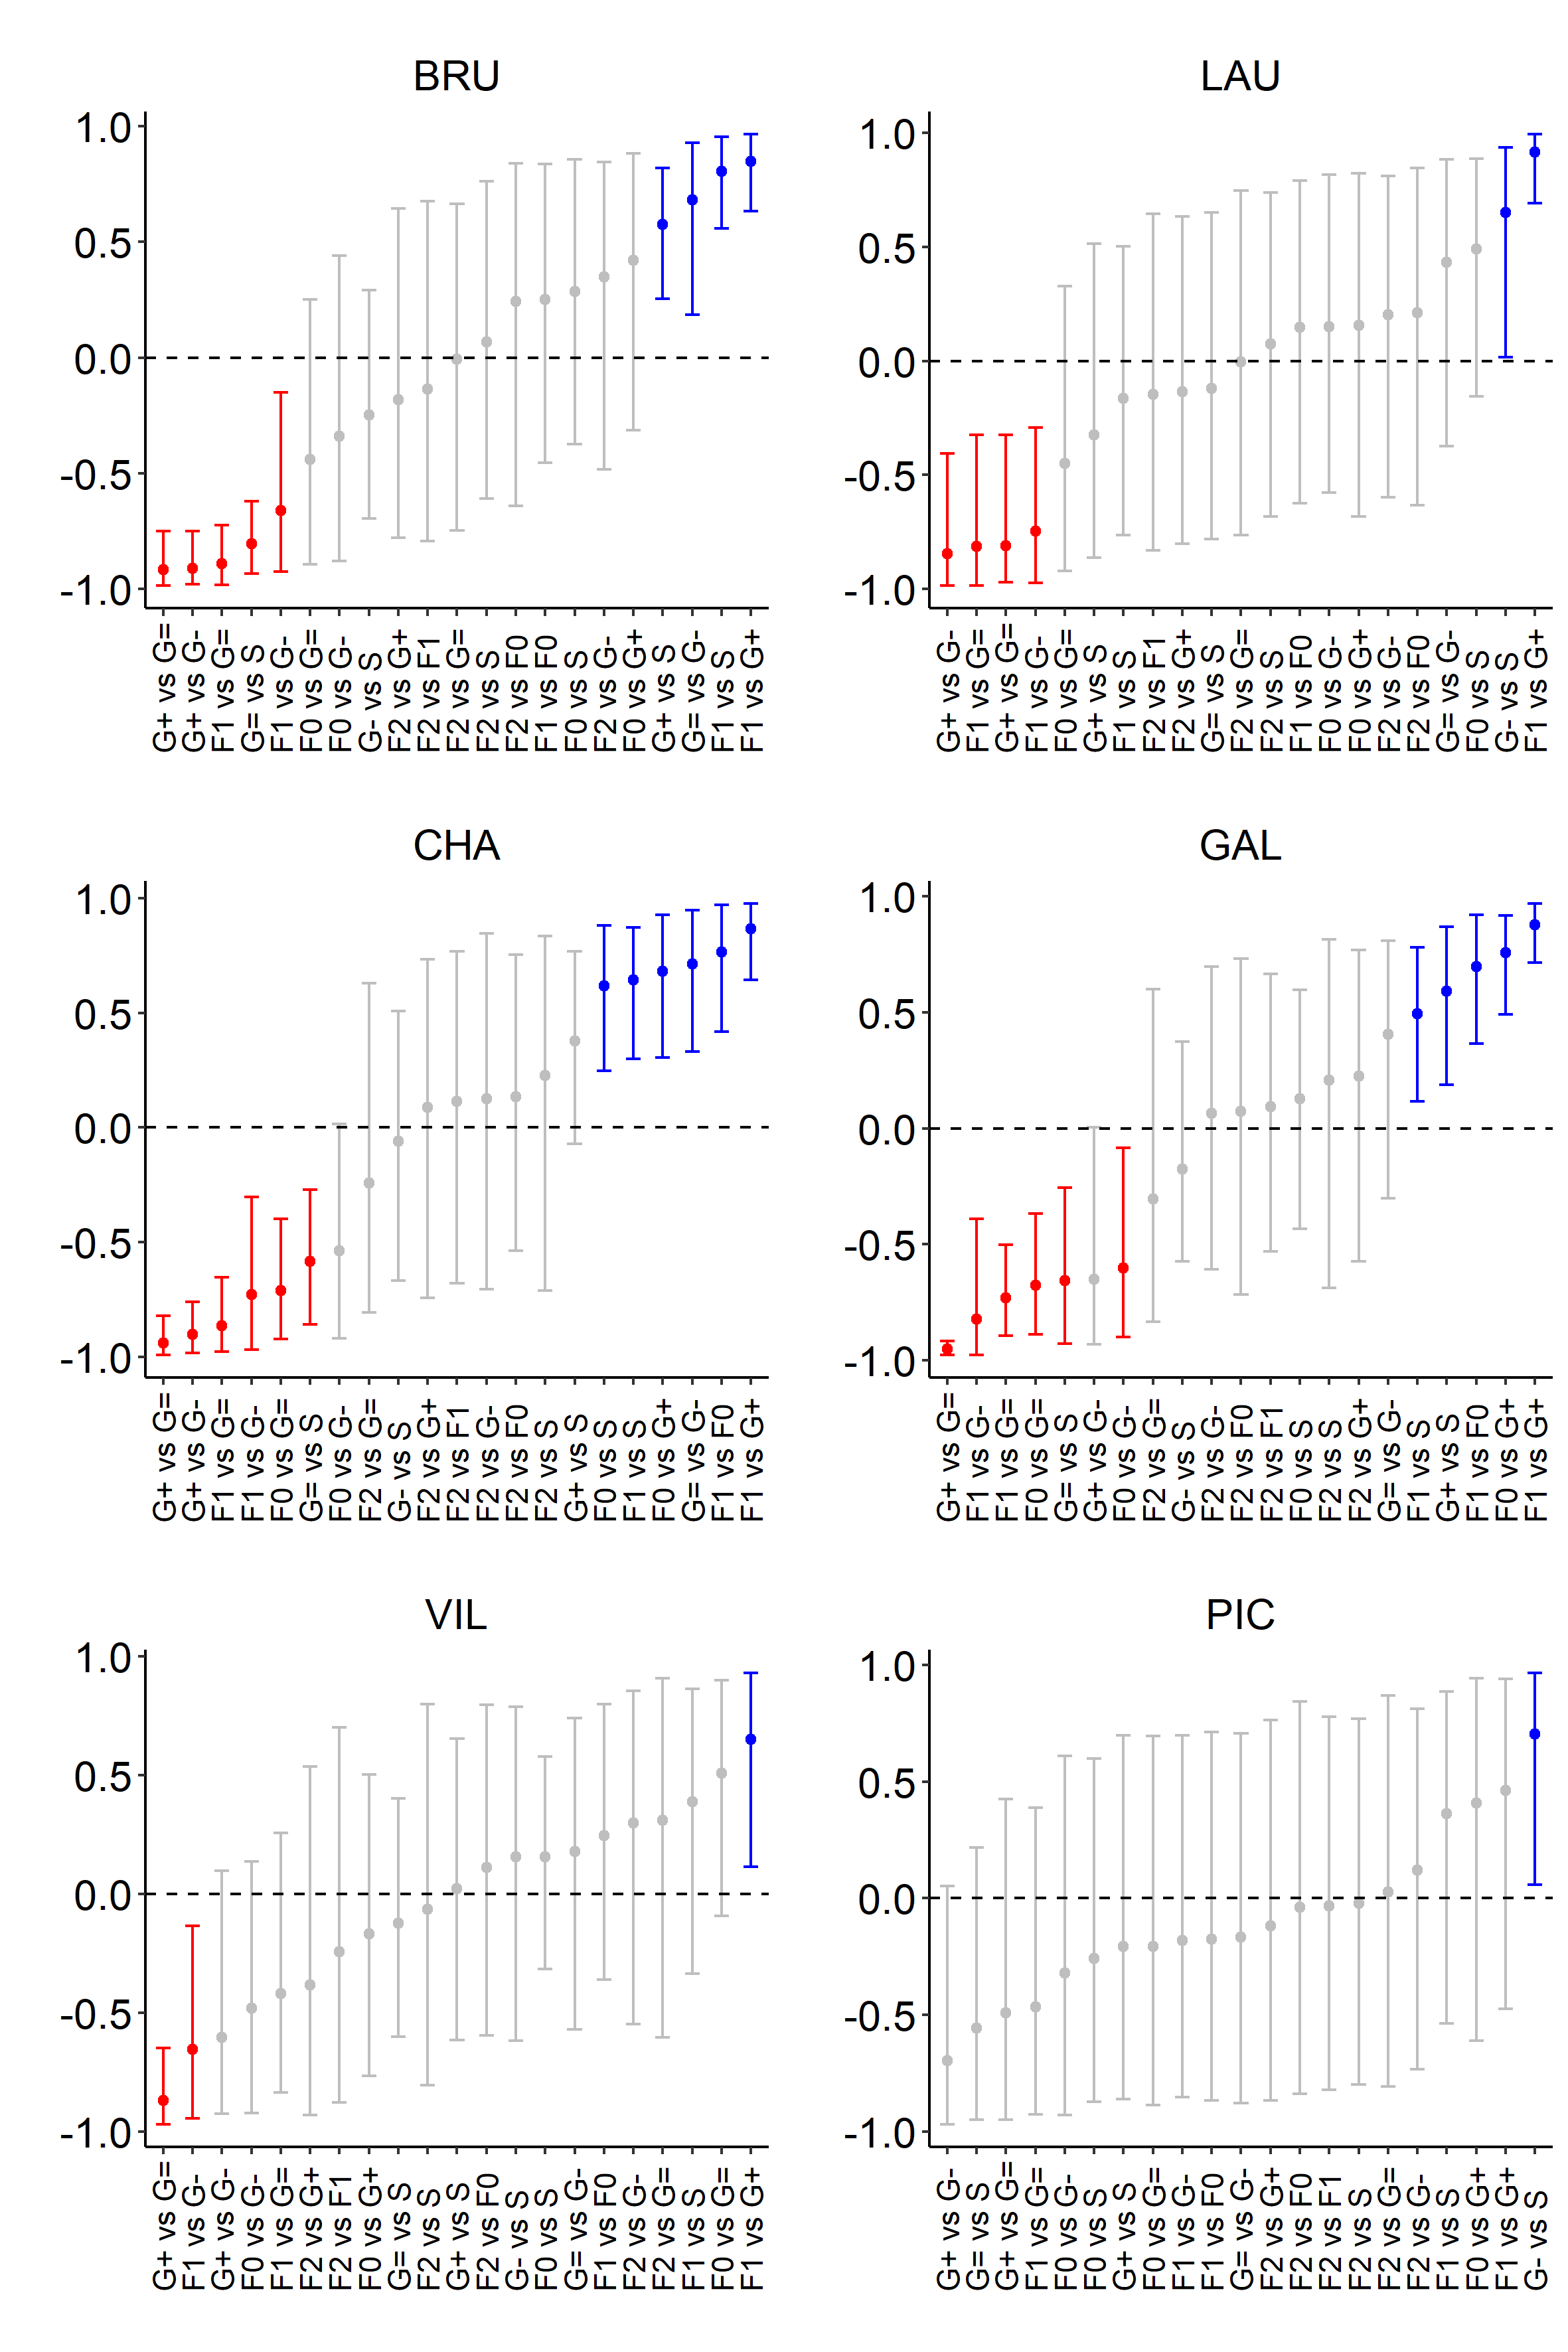 BRU
1.0
0.5
0.0
-0.5
-1.0
G+ vs G=
G+ vs G-
F1 vs G=
G= vs S
F1 vs G-
F0 vs G=
F0 vs G-
G- vs S
F2 vs G+
F2 vs F1
F2 vs G=
F2 vs S
F2 vs F0
F1 vs F0
F0 vs S
F2 vs G-
F0 vs G+
G+ vs S
G= vs G-
F1 vs S
F1 vs G+
LAU
1.0
0.5
0.0
-0.5
-1.0
G+ vs G-
F1 vs G=
G+ vs G=
F1 vs G-
F0 vs G=
G+ vs S
F1 vs S
F2 vs F1
F2 vs G+
G= vs S
F2 vs G=
F2 vs S
F1 vs F0
F0 vs G-
F0 vs G+
F2 vs G-
F2 vs F0
G= vs G-
F0 vs S
G- vs S
F1 vs G+
CHA
1.0
0.5
0.0
-0.5
-1.0
G+ vs G=
G+ vs G-
F1 vs G=
F1 vs G-
F0 vs G=
G= vs S
F0 vs G-
F2 vs G=
G- vs S
F2 vs G+
F2 vs F1
F2 vs G-
F2 vs F0
F2 vs S
G+ vs S
F0 vs S
F1 vs S
F0 vs G+
G= vs G-
F1 vs F0
F1 vs G+
GAL
1.0
0.5
0.0
-0.5
-1.0
G+ vs G=
F1 vs G-
F1 vs G=
F0 vs G=
G= vs S
G+ vs G-
F0 vs G-
F2 vs G=
G- vs S
F2 vs G-
F2 vs F0
F2 vs F1
F0 vs S
F2 vs S
F2 vs G+
G= vs G-
F1 vs S
G+ vs S
F1 vs F0
F0 vs G+
F1 vs G+
VIL
1.0
0.5
0.0
-0.5
-1.0
G+ vs G=
F1 vs G-
G+ vs G-
F0 vs G-
F1 vs G=
F2 vs G+
F2 vs F1
F0 vs G+
G= vs S
F2 vs S
G+ vs S
F2 vs F0
G- vs S
F0 vs S
G= vs G-
F1 vs F0
F2 vs G-
F2 vs G=
F1 vs S
F0 vs G=
F1 vs G+
PIC
1.0
0.5
0.0
-0.5
-1.0
G+ vs G-
G= vs S
G+ vs G=
F1 vs G=
F0 vs G-
F0 vs S
G+ vs S
F0 vs G=
F1 vs G-
F1 vs F0
G= vs G-
F2 vs G+
F2 vs F0
F2 vs F1
F2 vs S
F2 vs G=
F2 vs G-
F1 vs S
F0 vs G+
F1 vs G+
G- vs S